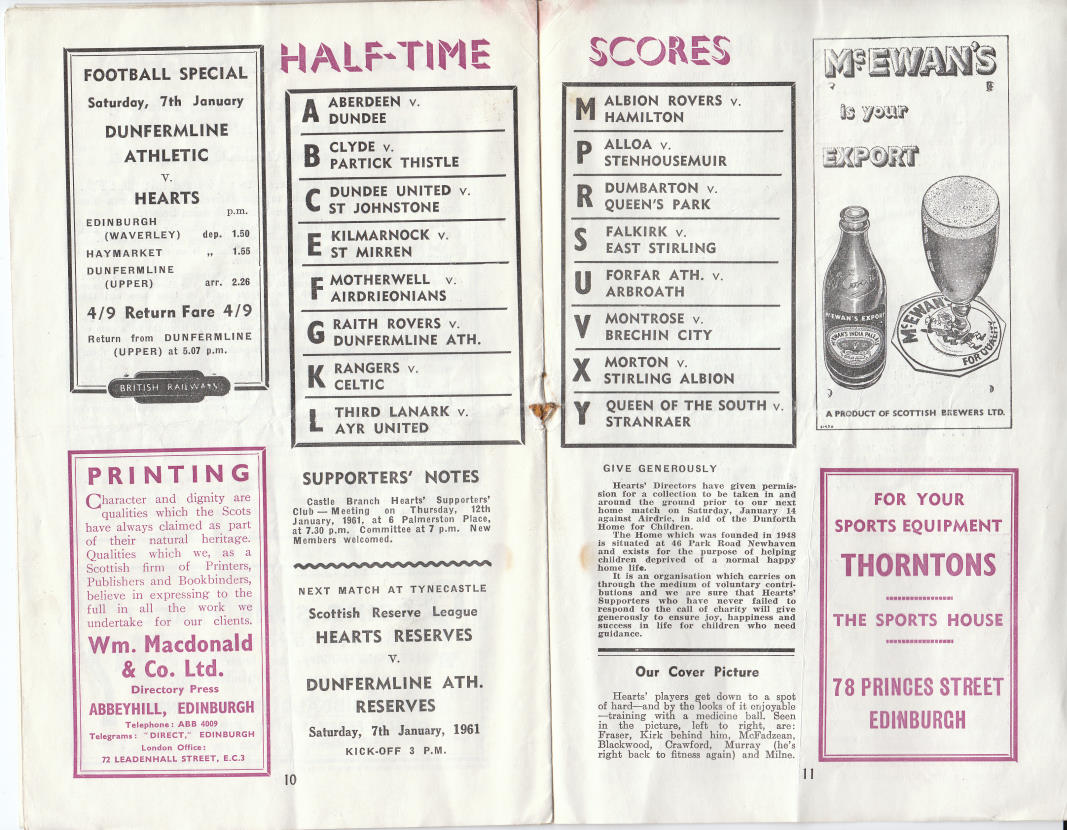 FOOTBALL SPECIAL
Saturday, 7th January
DUNFERMLINE
ATHLETIC
v.
HEARTS
p.m.
EDINBURGH
(WAVERLEY) dep. 1.50
HAYMARKET „ 1.55
DUNFERMLINE
(UPPER) arr. 2.26
4/9 Return Fare 4/9
Return from DUNFERMLINE
(UPPER) at 5.07 p.m.
BRITISH RAILWAYS
PRINTING
Character and dignity are
qualities which the Scots
have always claimed as part
of their natural heritage.
Qualities which we, as a
Scottish firm of Printers,
Publishers and Bookbinders,
believe in expressing to the
full in all the work we
undertake for our clients.
Wm. Macdonald
& Co. Ltd.
Directory Press
ABBEYHILL, EDINBURGH
Telephone: ABB 4009
Telegrams: "DIRECT," EDINBURGH
London Office:
72 LEADENHALL STREET, E.C.3
HALF-TIME
A ABERDEEN v.
DUNDEE
B CLYDE v.
PARTICK THISTLE
C DUNDEE UNITED v.
ST JOHNSTONE
E KILMARNOCK v.
ST MIRREN
F MOTHERWELL v.
AIRDRIEONIANS
G RAITH ROVERS v.
DUNFERMLINE ATH.
K RANGERS v.
CELTIC
L THIRD LANARK v.
AYR UNITED
SUPPORTERS' NOTES
Castle Branch Hearts' Supporters'
Club — Meeting on Thursday, 12th
January, 1961, at 6 Palmerston Place,
at 7.30 p.m. Committee at 7 p.m. New
Members welcomed.
NEXT MATCH AT TYNECASTLE
Scottish Reserve League
HEARTS RESERVES
v.
DUNFERMLINE ATH.
RESERVES
Saturday, 7th January, 1961
KICK-OFF 3 P.M.
10
SCORES
M ALBION ROVERS v.
HAMILTON
P ALLOA v.
STENHOUSEMUIR
R DUMBARTON v.
QUEEN'S PARK
S FALKIRK v.
EAST STIRLING
U FORFAR ATH. v.
ARBROATH
V MONTROSE v.
BRECHIN CITY
X MORTON v.
STIRLING ALBION
Y QUEEN OF THE SOUTH v.
STRANRAER
GIVE GENEROUSLY
Hearts' Directors have given permis-
sion for a collection to be taken in and
around the ground prior to our next
home match on Saturday, January 14
against Airdrie, in aid of the Dunforth
Home for Children.
The Home which was founded in 1948
is situated at 46 Park Road Newhaven
and exists for the purpose of helping
children deprived of a normal happy
home life.
It is an organisation which carries on
through the medium of voluntary contri-
butions and we are sure that Hearts'
Supporters who have never failed to
respond to the call of charity will give
generously to ensure joy, happiness and
success in life for children who need
guidance.
Our Cover Picture
Hearts' players get down to a spot
of hard—and by the looks of it enjoyable
—training with a medicine ball. Seen
in the picture, left to right, are:
Fraser, Kirk behind him, McFadzean,
Blackwood, Crawford, Murray (he's
right back to fitness again) and Milne.
McEWAN'S
is your
EXPORT
McEWAN'S EXPORT
McEWAN'S INDIA PALE
McEWAN'S
FOR QUALITY
A PRODUCT OF SCOTTISH BREWERS LTD.
FOR YOUR
SPORTS EQUIPMENT
THORNTONS
THE SPORTS HOUSE
78 PRINCES STREET
EDINBURGH
11